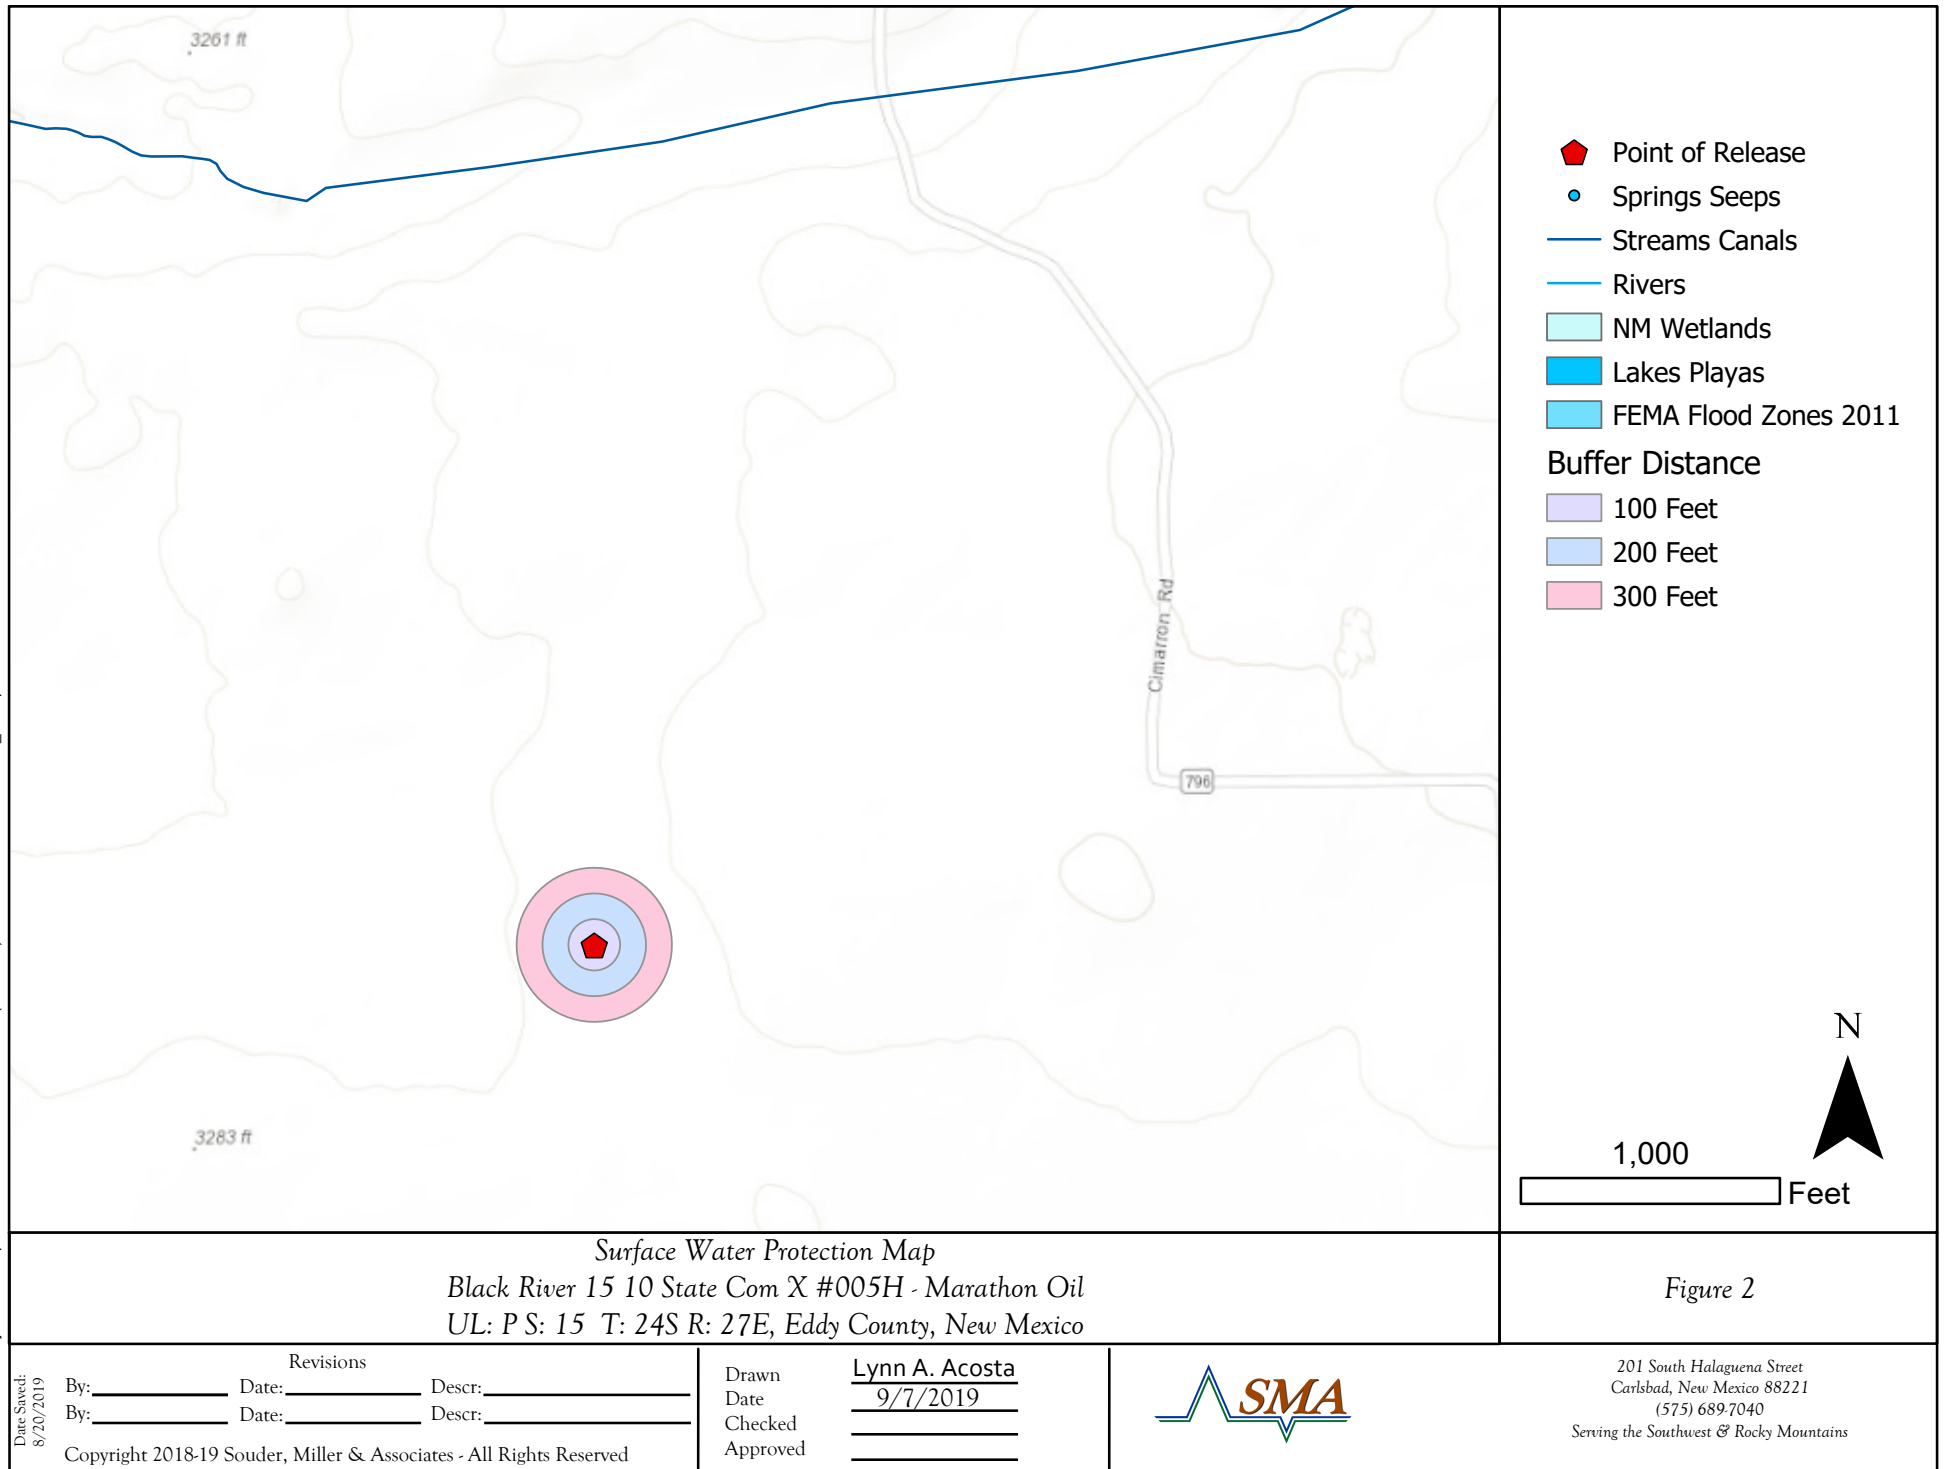 3261 ft
Cimarron Rd
796
3283 ft
Point of Release
Springs Seeps
Streams Canals
Rivers
NM Wetlands
Lakes Playas
FEMA Flood Zones 2011
Buffer Distance
100 Feet
200 Feet
300 Feet
N
1,000
Feet
Surface Water Protection Map
Black River 15 10 State Com X #005H - Marathon Oil
UL: P S: 15 T: 24S R: 27E, Eddy County, New Mexico
Figure 2
Date Saved:
8/20/2019
Revisions
By: Date: Descr:
By: Date: Descr:
Copyright 2018-19 Souder, Miller & Associates - All Rights Reserved
Drawn Lynn A. Acosta
Date 9/7/2019
Checked
Approved
SMA
201 South Halaguena Street
Carlsbad, New Mexico 88221
(575) 689-7040
Serving the Southwest & Rocky Mountains